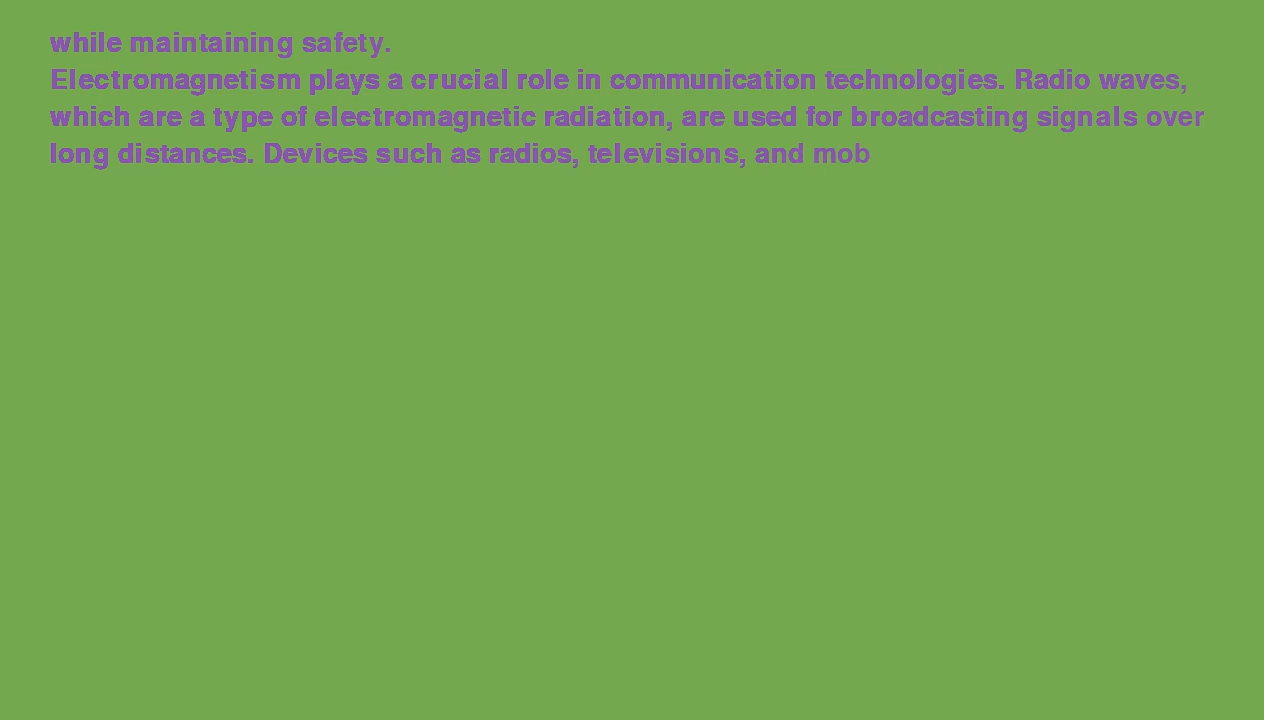 while maintaining safety.
Electromagnetism plays a crucial role in communication technologies. Radio waves,
which are a type of electromagnetic radiation, are used for broadcasting signals over
long distances. Devices such as radios, televisions, and mob